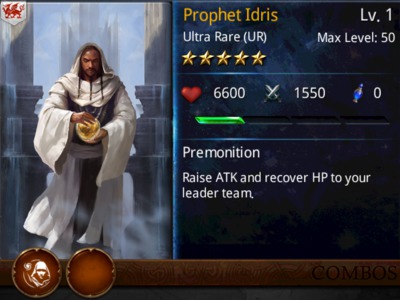 Prophet Idris Lv. 1
Ultra Rare (UR) Max Level: 50
6600 1550 0
Premonition
Raise ATK and recover HP to your
leader team.
COMBOS